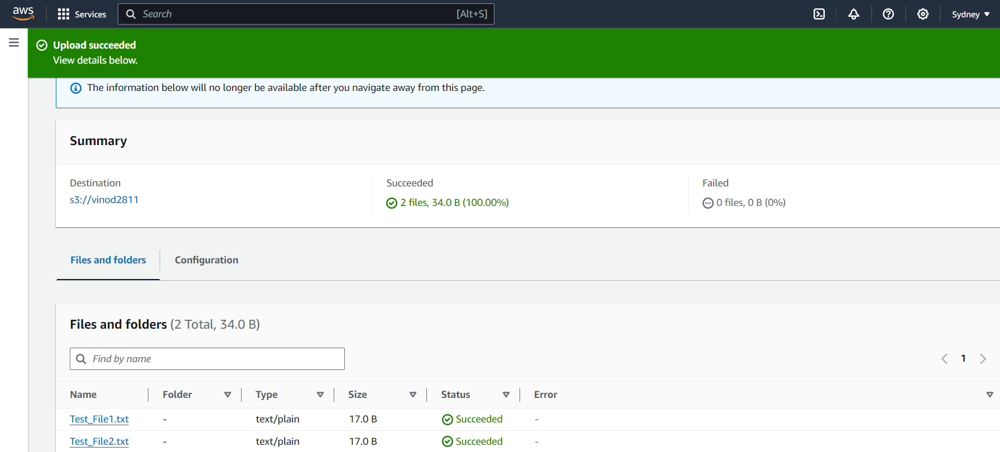 aws Services Search [Alt+S] Sydney
Upload succeeded
View details below.
The information below will no longer be available after you navigate away from this page.
Summary
Destination Succeeded Failed
s3://vinod2811 2 files, 34.0 B (100.00%) 0 files, 0 B (0%)
Files and folders Configuration
Files and folders (2 Total, 34.0 B)
Find by name 1
Name Folder Type Size Status Error
Test_File1.txt - text/plain 17.0 B Succeeded -
Test_File2.txt - text/plain 17.0 B Succeeded -